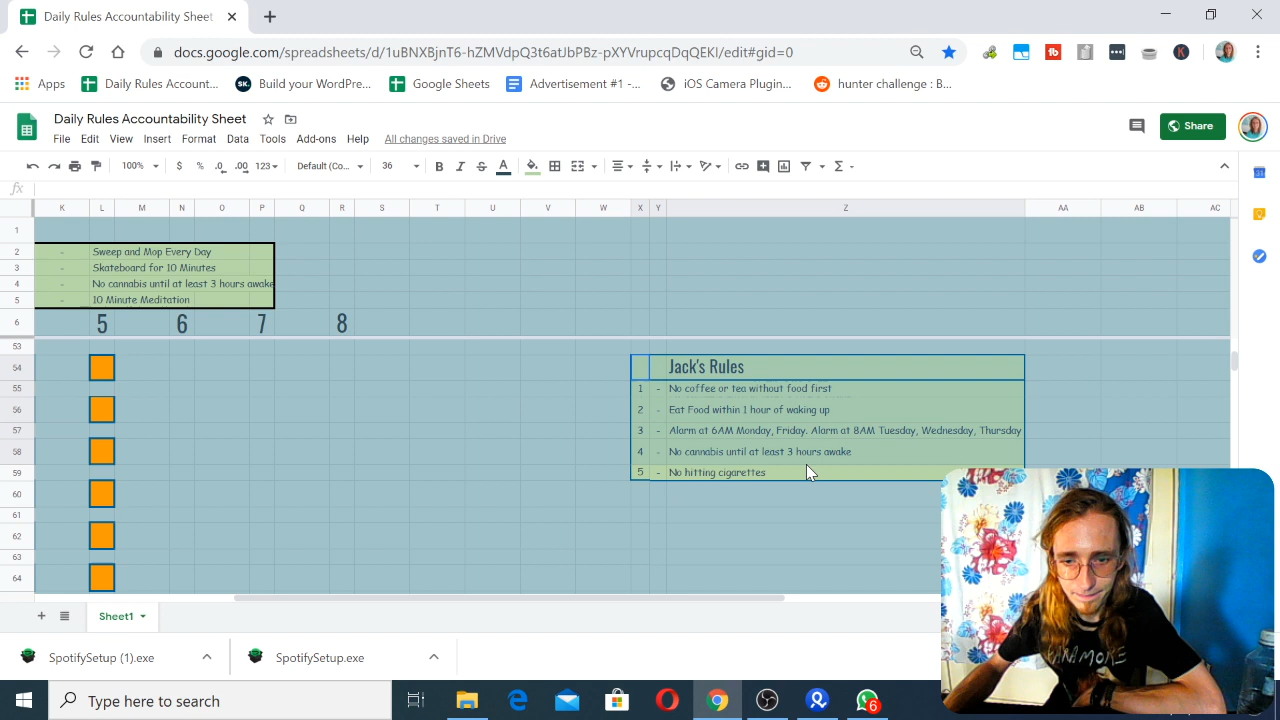 Daily Rules Accountability Sheet
docs.google.com/spreadsheets/d/1uBNXBjnT6-hZMVdpQ3t6atJbPBz-pXYVrupcqDqQEKI/edit#gid=0
Apps Daily Rules Account... SK. Build your WordPre... Google Sheets Advertisement #1 -... iOS Camera Plugin... hunter challenge : B...
Daily Rules Accountability Sheet
File Edit View Insert Format Data Tools Add-ons Help All changes saved in Drive
Share
100% $ % .0 .00 123 Default (Co... 36 B I S A Σ
fx
K L M N O P Q R S T U V W X Y Z AA AB AC
1
2 - Sweep and Mop Every Day
3 - Skateboard for 10 Minutes
4 - No cannabis until at least 3 hours awake
5 - 10 Minute Meditation
6 5 6 7 8
53
54 Jack's Rules
55 1 - No coffee or tea without food first
56 2 - Eat Food within 1 hour of waking up
57 3 - Alarm at 6AM Monday, Friday. Alarm at 8AM Tuesday, Wednesday, Thursday
58 4 - No cannabis until at least 3 hours awake
59 5 - No hitting cigarettes
60
61
62
63
64
PARAMORE
Sheet1
SpotifySetup (1).exe SpotifySetup.exe
Type here to search
6
31